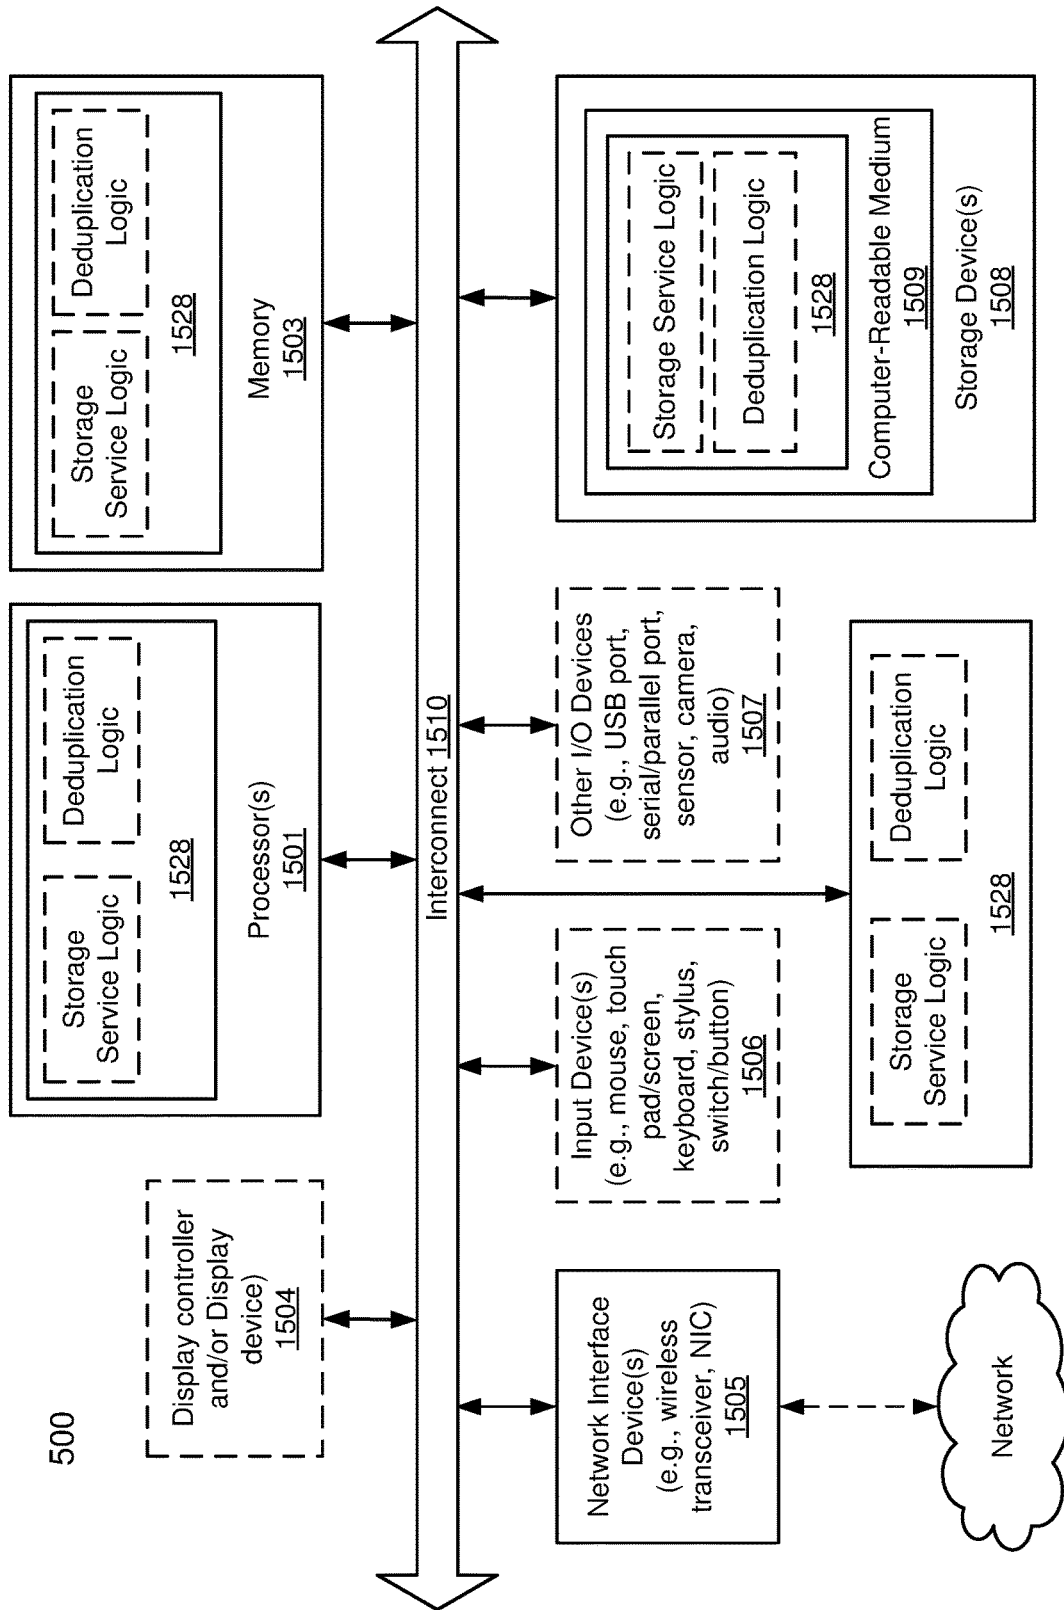 500
Display controller
and/or Display
device)
1504
Storage
Service Logic
Deduplication
Logic
1528
Processor(s)
1501
Storage
Service Logic
Deduplication
Logic
1528
Memory
1503
Interconnect 1510
Network Interface
Device(s)
(e.g., wireless
transceiver, NIC)
1505
Input Device(s)
(e.g., mouse, touch
pad/screen,
keyboard, stylus,
switch/button)
1506
Other I/O Devices
(e.g., USB port,
serial/parallel port,
sensor, camera,
audio)
1507
Storage Service Logic
Deduplication Logic
1528
Computer-Readable Medium
1509
Storage Device(s)
1508
Network
Storage
Service Logic
Deduplication
Logic
1528